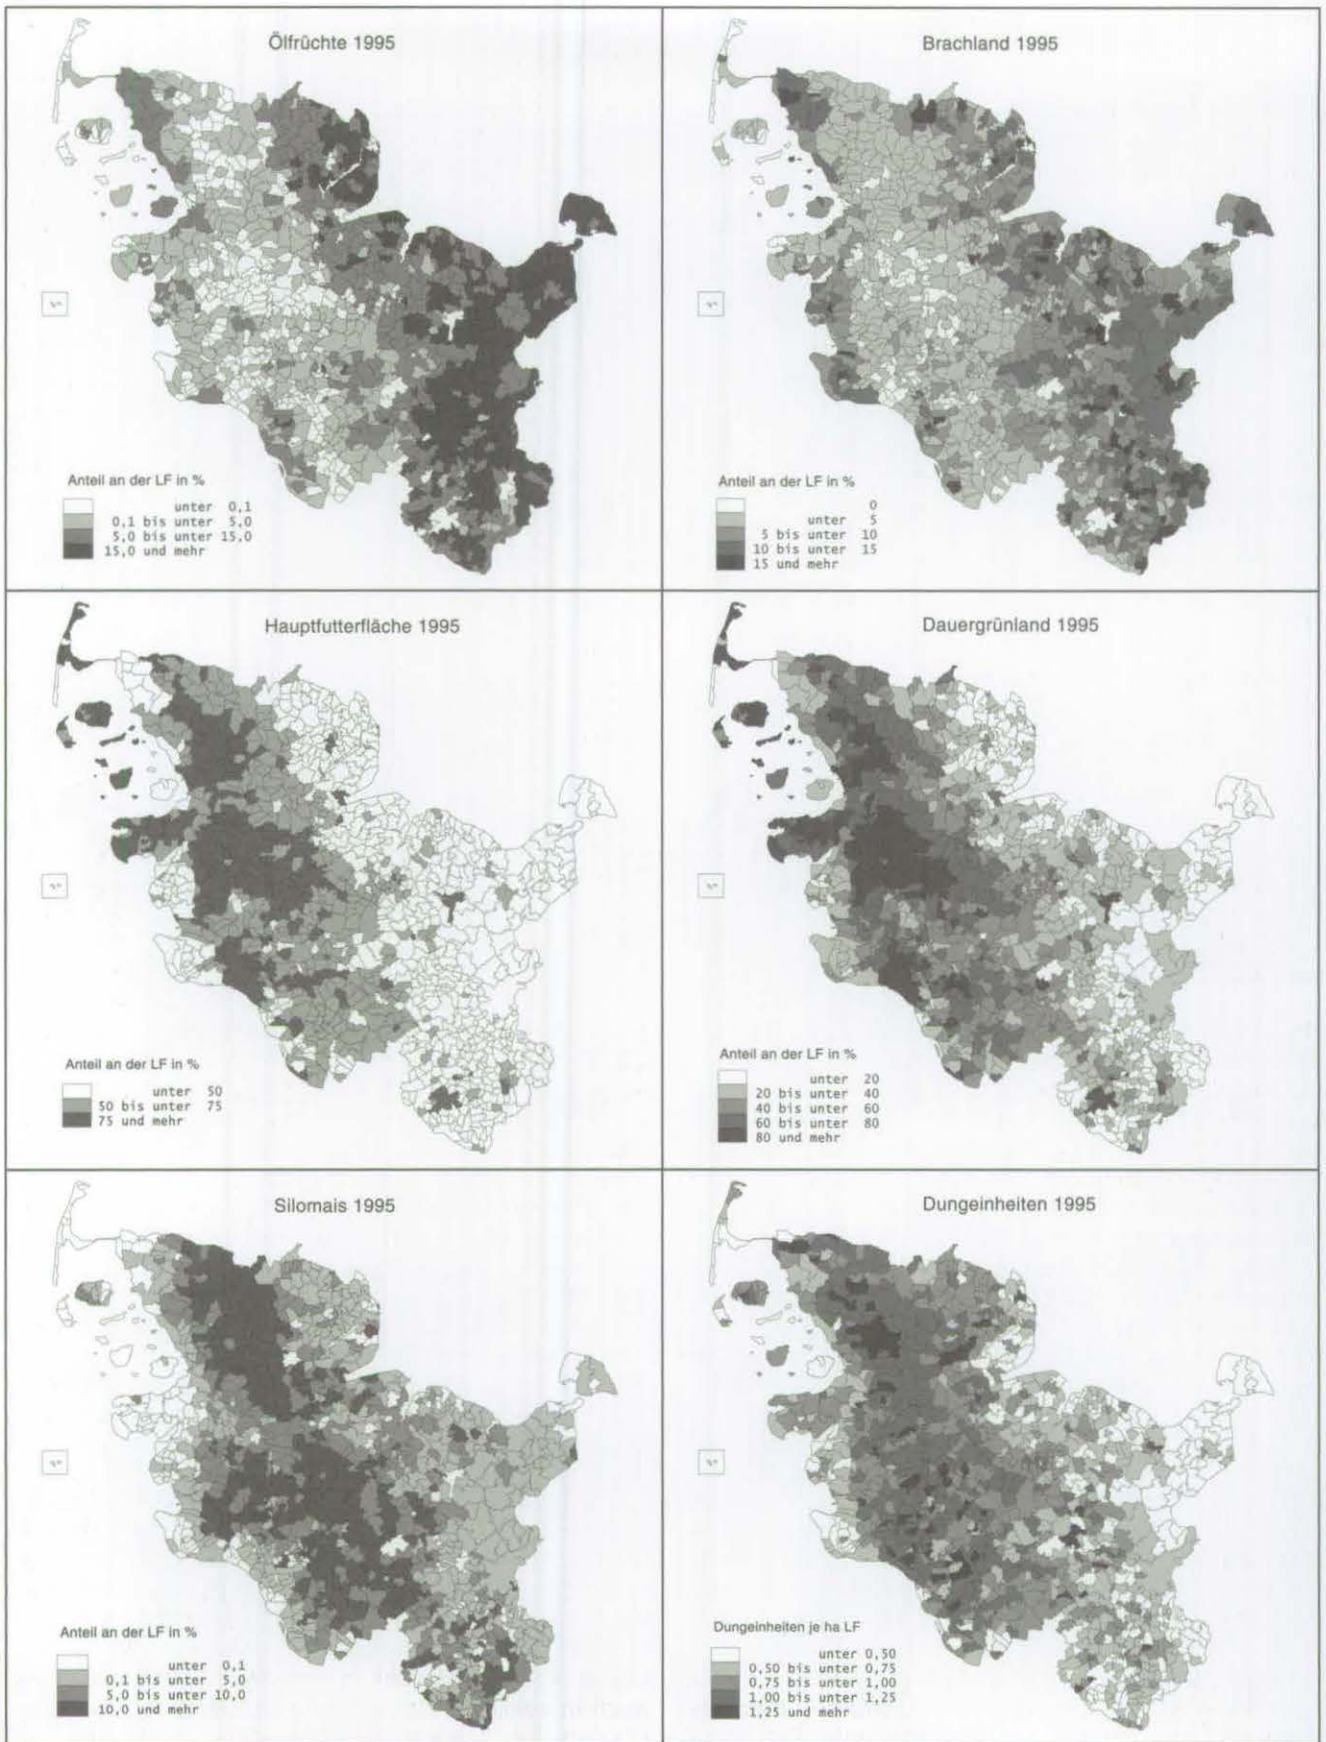 Ölfrüchte 1995
Anteil an der LF in %
unter 0,1
0,1 bis unter 5,0
5,0 bis unter 15,0
15,0 und mehr
Brachland 1995
Anteil an der LF in %
0
unter 5
5 bis unter 10
10 bis unter 15
15 und mehr
Hauptfutterfläche 1995
Anteil an der LF in %
unter 50
50 bis unter 75
75 und mehr
Dauergrünland 1995
Anteil an der LF in %
unter 20
20 bis unter 40
40 bis unter 60
60 bis unter 80
80 und mehr
Silomais 1995
Anteil an der LF in %
unter 0,1
0,1 bis unter 5,0
5,0 bis unter 10,0
10,0 und mehr
Dungeinheiten 1995
Dungeinheiten je ha LF
unter 0,50
0,50 bis unter 0,75
0,75 bis unter 1,00
1,00 bis unter 1,25
1,25 und mehr